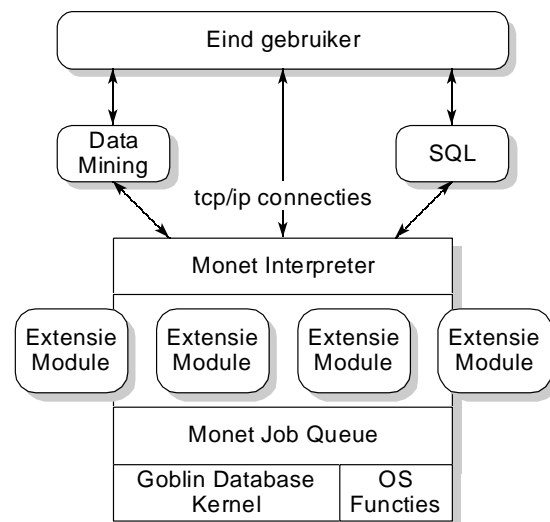 Eind gebruiker
Data
Mining
SQL
tcp/ip connecties
Monet Interpreter
Extensie
Module
Extensie
Module
Extensie
Module
Extensie
Module
Monet Job Queue
Goblin Database
Kernel
OS
Functies